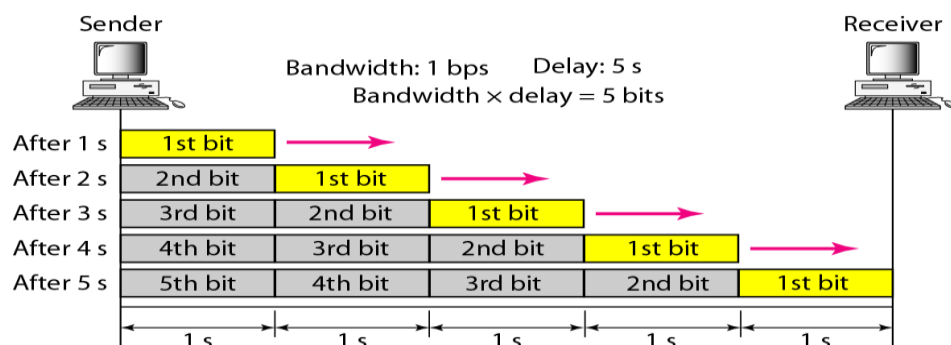 Sender Receiver
Bandwidth: 1 bps Delay: 5 s
Bandwidth × delay = 5 bits
After 1 s 1st bit
After 2 s 2nd bit 1st bit
After 3 s 3rd bit 2nd bit 1st bit
After 4 s 4th bit 3rd bit 2nd bit 1st bit
After 5 s 5th bit 4th bit 3rd bit 2nd bit 1st bit
1 s 1 s 1 s 1 s 1 s